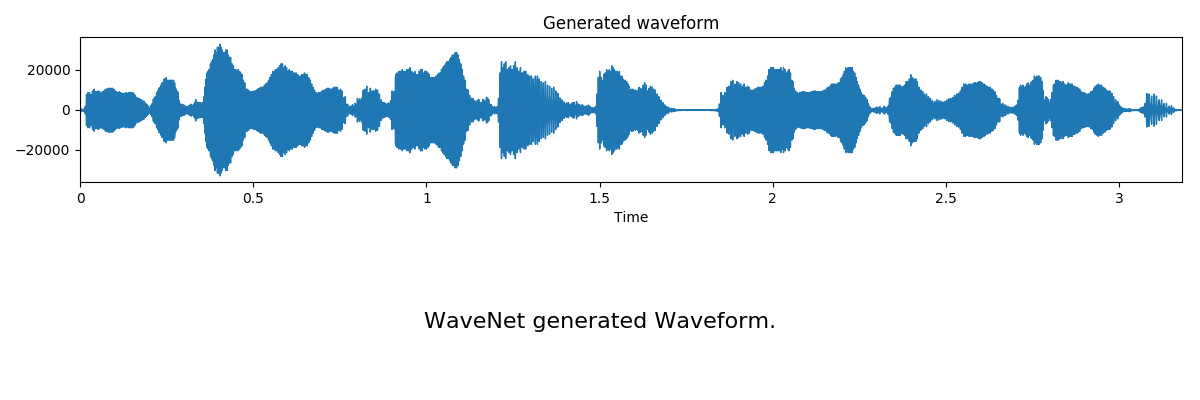 Generated waveform
20000
0
−20000
0 0.5 1 1.5 2 2.5 3
Time
WaveNet generated Waveform.